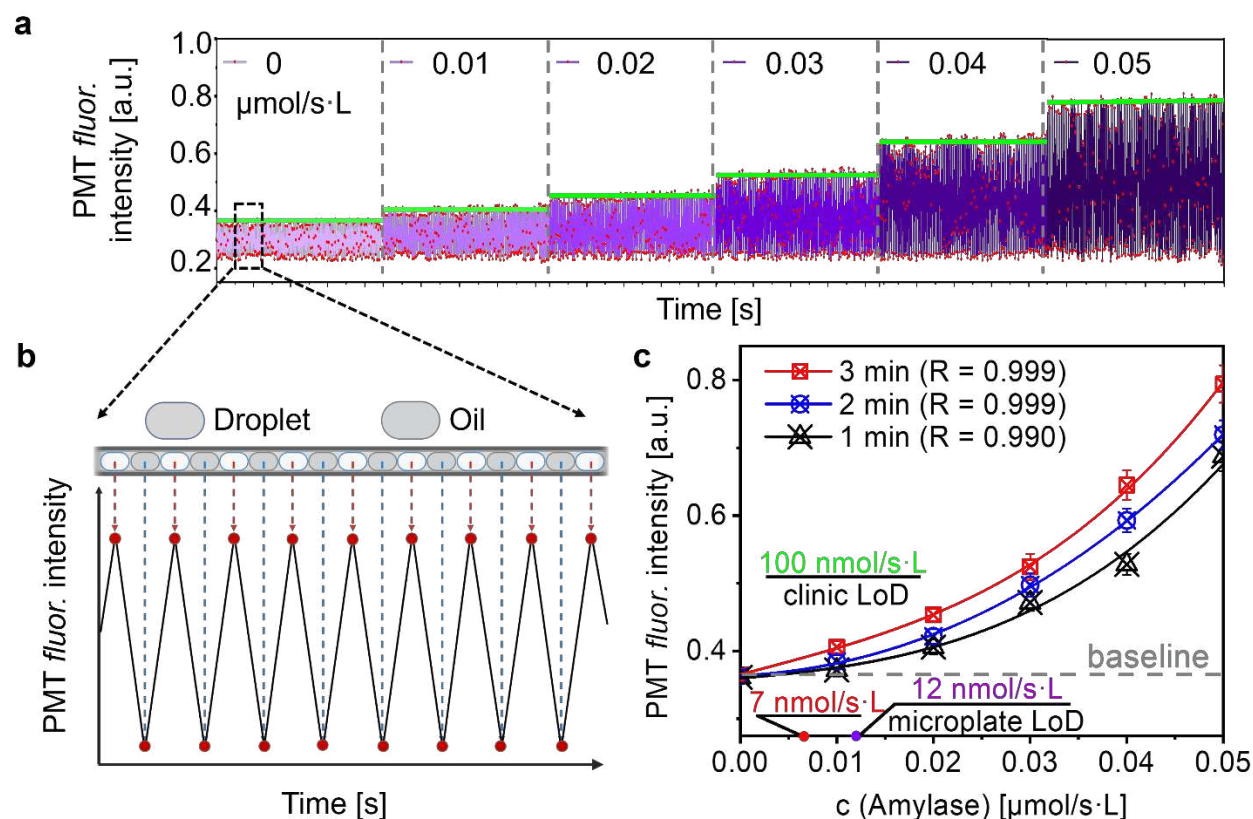 a
PMT fluor. intensity [a.u.]
1.0
0.8
0.6
0.4
0.2
0
0.01
0.02
0.03
0.04
0.05
µmol/s·L
Time [s]
b
Droplet
Oil
PMT fluor. intensity
Time [s]
c
PMT fluor. intensity [a.u.]
0.8
0.6
0.4
3 min (R = 0.999)
2 min (R = 0.999)
1 min (R = 0.990)
100 nmol/s·L
clinic LoD
baseline
7 nmol/s·L
12 nmol/s·L
microplate LoD
0.00
0.01
0.02
0.03
0.04
0.05
c (Amylase) [µmol/s·L]